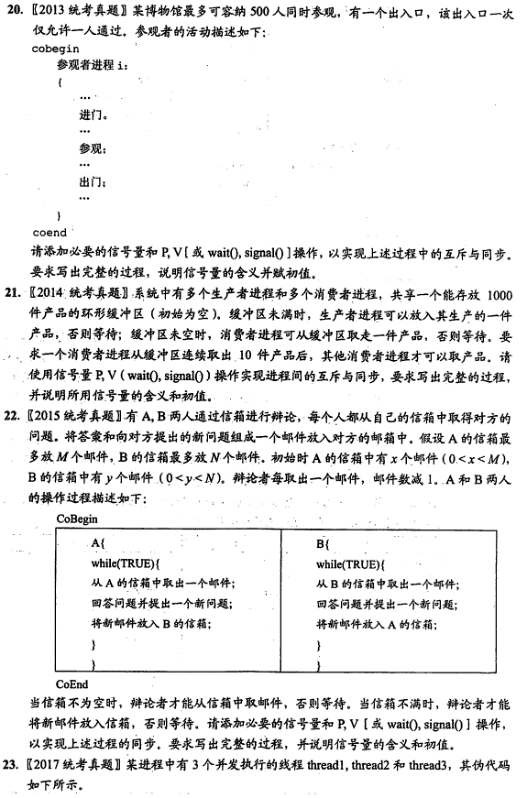 20.【2013 统考真题】某博物馆最多可容纳 500 人同时参观，有一个出入口，该出入口一次
仅允许一人通过。参观者的活动描述如下：
cobegin
参观者进程 i：
{
…
进门。
…
参观；
…
出门；
…
}
coend
请添加必要的信号量和 P, V [ 或 wait(), signal() ] 操作，以实现上述过程中的互斥与同步。
要求写出完整的过程，说明信号量的含义并赋初值。
21.【2014 统考真题】系统中有多个生产者进程和多个消费者进程，共享一个能存放 1000
件产品的环形缓冲区（初始为空）。缓冲区未满时，生产者进程可以放入其生产的一件
产品，否则等待；缓冲区未空时，消费者进程可从缓冲区取走一件产品，否则等待。要
求一个消费者进程从缓冲区连续取出 10 件产品后，其他消费者进程才可以取产品。请
使用信号量 P, V（wait(), signal()）操作实现进程间的互斥与同步，要求写出完整的过程，
并说明所用信号量的含义和初值。
22.【2015 统考真题】有 A, B 两人通过信箱进行辩论，每个人都从自己的信箱中取得对方的
问题。将答案和向对方提出的新问题组成一个邮件放入对方的邮箱中。假设 A 的信箱最
多放 M 个邮件，B 的信箱最多放 N 个邮件。初始时 A 的信箱中有 x 个邮件（0<x<M），
B 的信箱中有 y 个邮件（0<y<N）。辩论者每取出一个邮件，邮件数减 1。A 和 B 两人
的操作过程描述如下：
CoBegin
A{
while(TRUE){
从 A 的信箱中取出一个邮件；
回答问题并提出一个新问题；
将新邮件放入 B 的信箱；
}
}
B{
while(TRUE){
从 B 的信箱中取出一个邮件；
回答问题并提出一个新问题；
将新邮件放入 A 的信箱；
}
}
CoEnd
当信箱不为空时，辩论者才能从信箱中取邮件，否则等待。当信箱不满时，辩论者才能
将新邮件放入信箱，否则等待。请添加必要的信号量和 P, V [ 或 wait(), signal() ] 操作，
以实现上述过程的同步。要求写出完整的过程，并说明信号量的含义和初值。
23.【2017 统考真题】某进程中有 3 个并发执行的线程 thread1, thread2 和 thread3，其伪代码
如下所示。